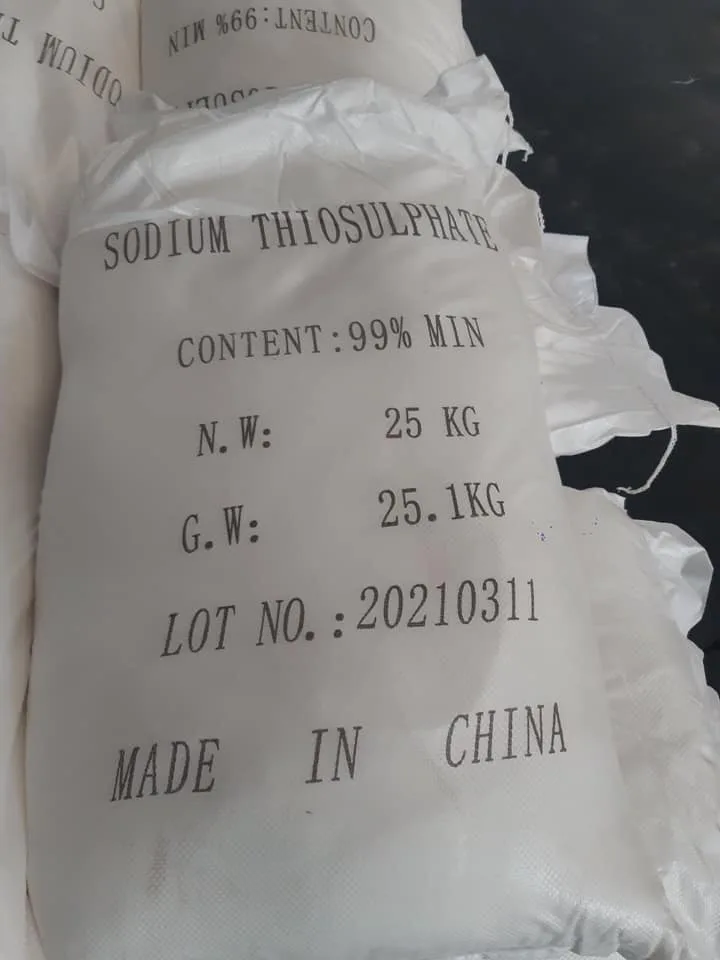 CONTENT:99% MIN
SODIUM THIOSULPHATE
CONTENT:99% MIN
N.W: 25 KG
G.W: 25.1KG
LOT NO.:20210311
MADE IN CHINA